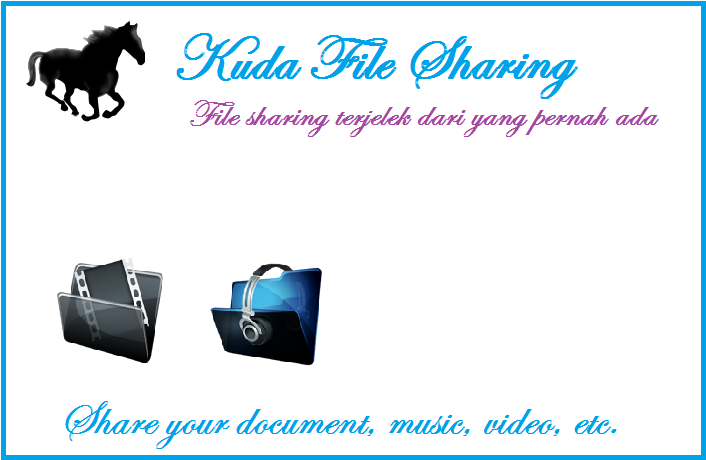 Kuda File Sharing
File sharing terjelek dari yang pernah ada
Share your document, music, video, etc.